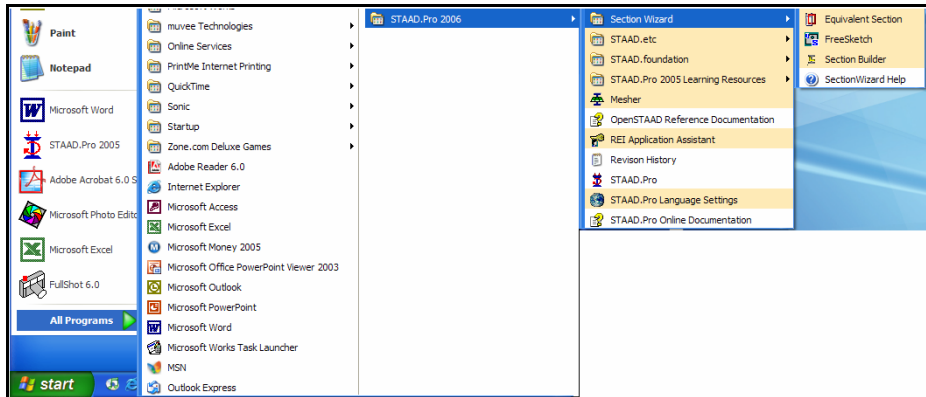 Paint
Notepad
Microsoft Word
STAAD.Pro 2005
Adobe Acrobat 6.0 S
Microsoft Photo Edito
Microsoft Excel
FullShot 6.0
All Programs
start
muvee Technologies
Online Services
PrintMe Internet Printing
QuickTime
Sonic
Startup
Zone.com Deluxe Games
Adobe Reader 6.0
Internet Explorer
Microsoft Access
Microsoft Excel
Microsoft Money 2005
Microsoft Office PowerPoint Viewer 2003
Microsoft Outlook
Microsoft PowerPoint
Microsoft Word
Microsoft Works Task Launcher
MSN
Outlook Express
STAAD.Pro 2006
Section Wizard
STAAD.etc
STAAD.foundation
STAAD.Pro 2005 Learning Resources
Mesher
OpenSTAAD Reference Documentation
REI Application Assistant
Revison History
STAAD.Pro
STAAD.Pro Language Settings
STAAD.Pro Online Documentation
Equivalent Section
FreeSketch
Section Builder
SectionWizard Help